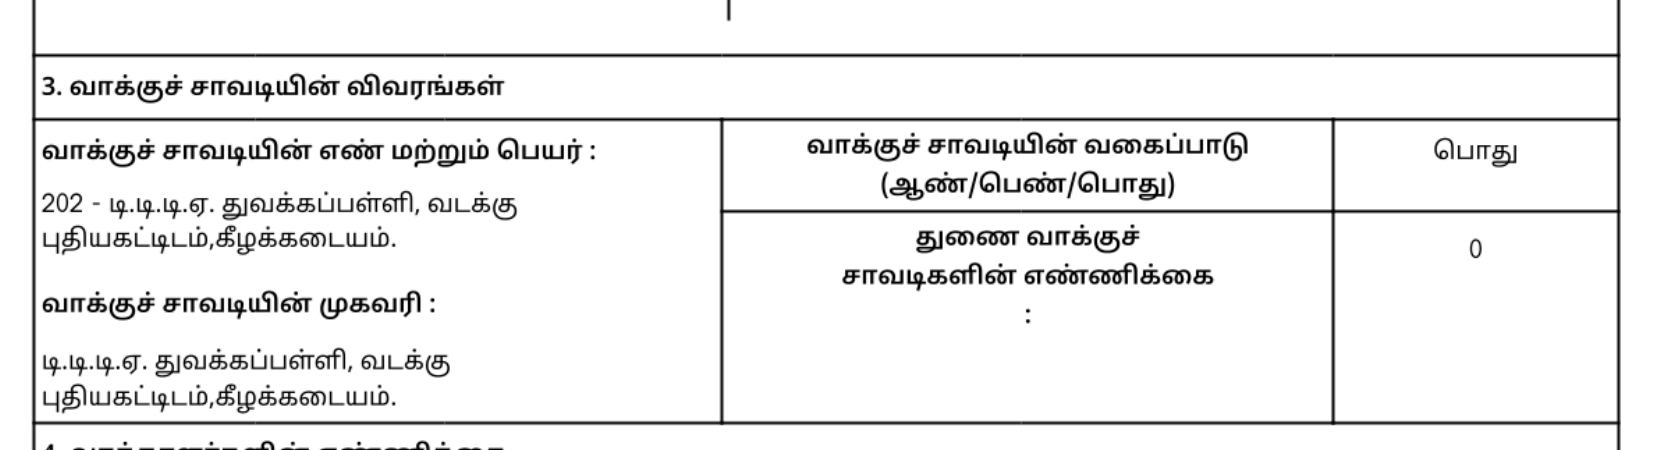 3. வாக்குச் சாவடியின் விவரங்கள்
வாக்குச் சாவடியின் எண் மற்றும் பெயர் :
202 - டி.டி.டி.ஏ. துவக்கப்பள்ளி, வடக்கு
புதியகட்டிடம்,கீழக்கடையம்.
வாக்குச் சாவடியின் முகவரி :
டி.டி.டி.ஏ. துவக்கப்பள்ளி, வடக்கு
புதியகட்டிடம்,கீழக்கடையம்.
வாக்குச் சாவடியின் வகைப்பாடு
(ஆண்/பெண்/பொது)
பொது
துணை வாக்குச்
சாவடிகளின் எண்ணிக்கை
:
0